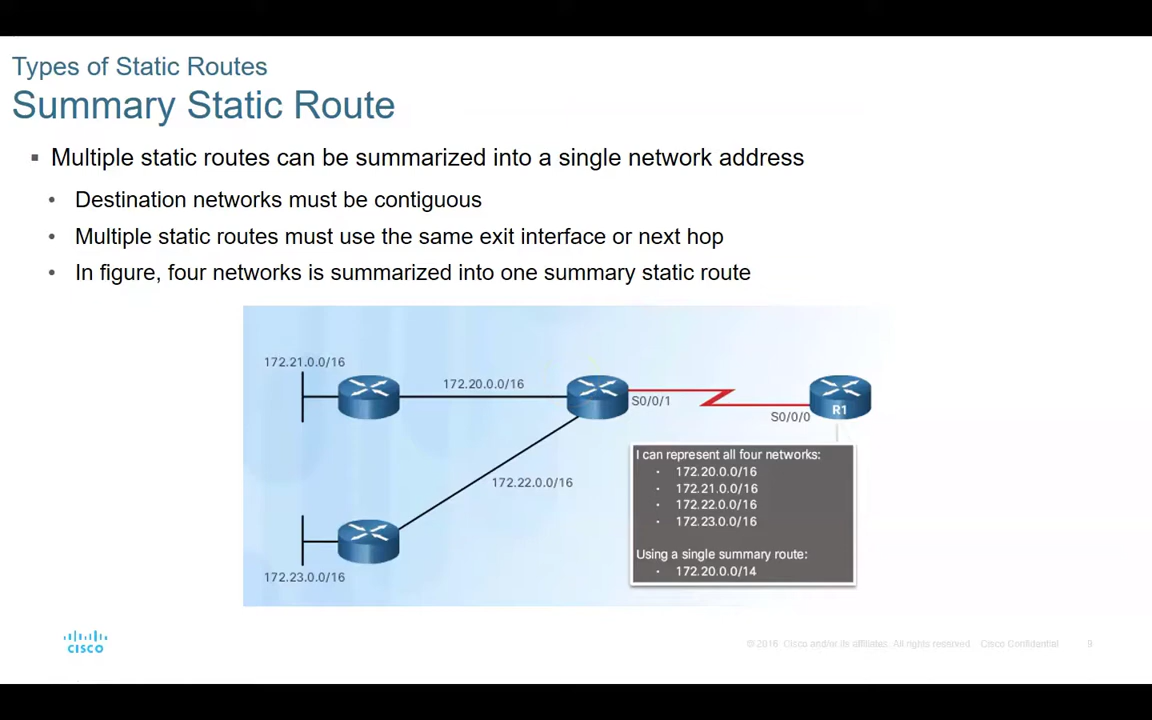 Types of Static Routes
Summary Static Route
▪ Multiple static routes can be summarized into a single network address
• Destination networks must be contiguous
• Multiple static routes must use the same exit interface or next hop
• In figure, four networks is summarized into one summary static route
172.21.0.0/16
172.20.0.0/16
S0/0/1
S0/0/0
R1
172.22.0.0/16
172.23.0.0/16
I can represent all four networks:
• 172.20.0.0/16
• 172.21.0.0/16
• 172.22.0.0/16
• 172.23.0.0/16
Using a single summary route:
• 172.20.0.0/14
CISCO
© 2016 Cisco and/or its affiliates. All rights reserved. Cisco Confidential 9